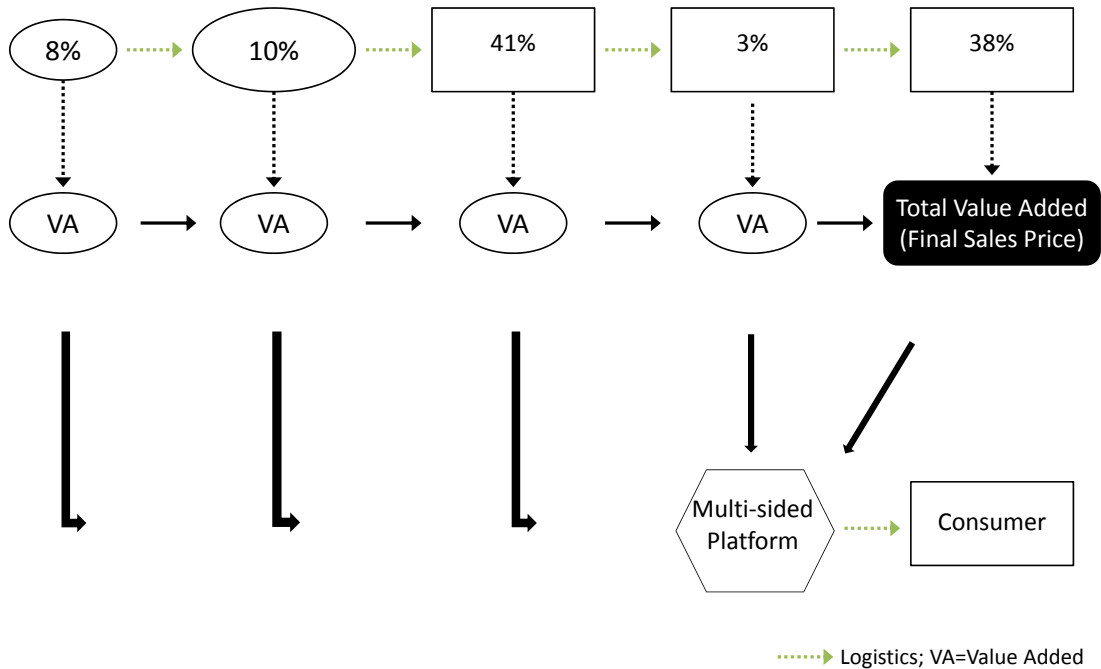 8%
10%
41%
3%
38%
VA
VA
VA
VA
Total Value Added
(Final Sales Price)
Multi-sided
Platform
Consumer
Logistics; VA=Value Added